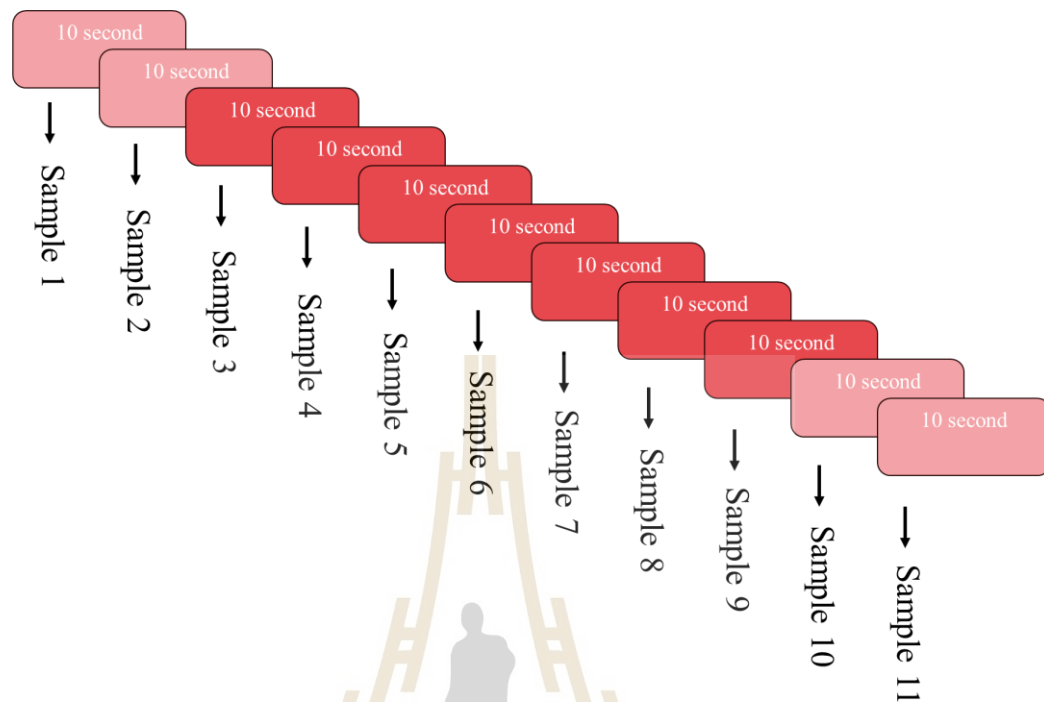 10 second
10 second
10 second
10 second
10 second
10 second
10 second
10 second
10 second
10 second
10 second
Sample 1
Sample 2
Sample 3
Sample 4
Sample 5
Sample 6
Sample 7
Sample 8
Sample 9
Sample 10
Sample 11